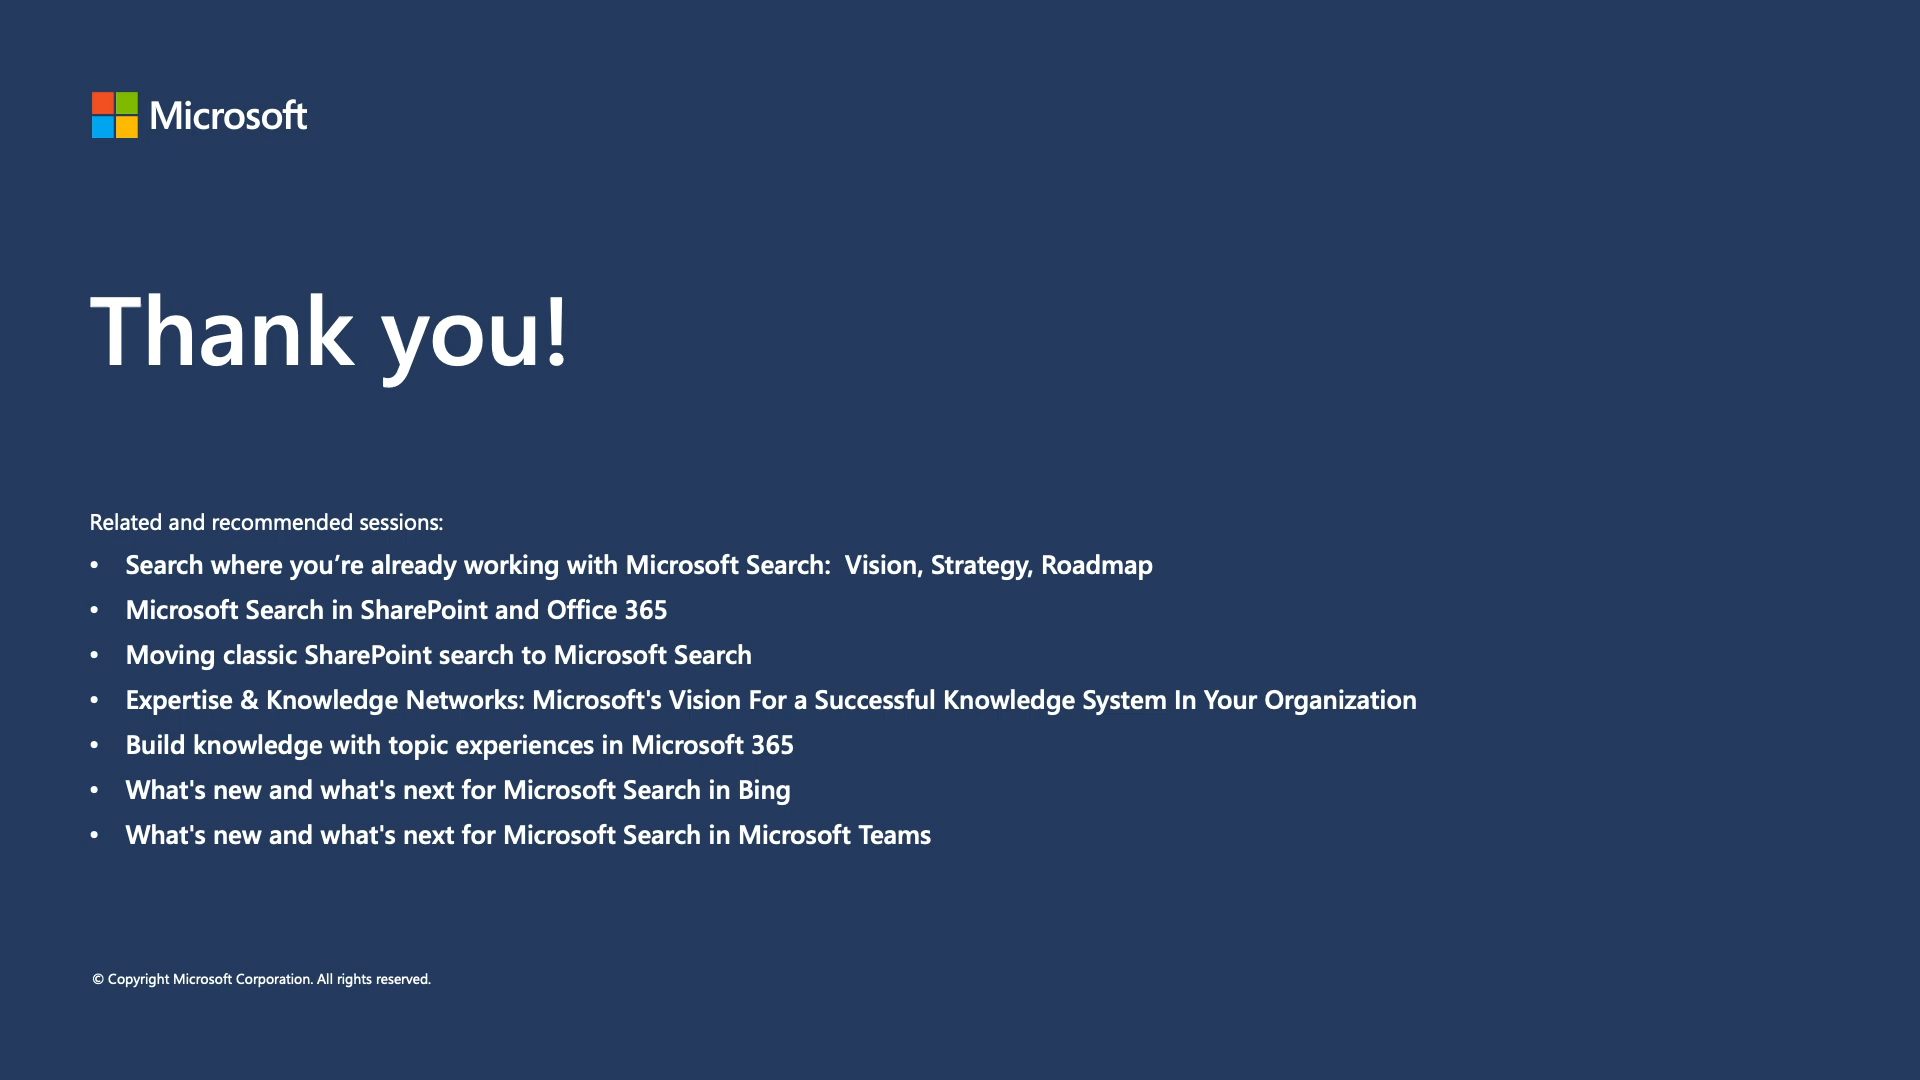 Microsoft
Thank you!
Related and recommended sessions:
• Search where you’re already working with Microsoft Search:  Vision, Strategy, Roadmap
• Microsoft Search in SharePoint and Office 365
• Moving classic SharePoint search to Microsoft Search
• Expertise & Knowledge Networks: Microsoft's Vision For a Successful Knowledge System In Your Organization
• Build knowledge with topic experiences in Microsoft 365
• What's new and what's next for Microsoft Search in Bing
• What's new and what's next for Microsoft Search in Microsoft Teams
© Copyright Microsoft Corporation. All rights reserved.